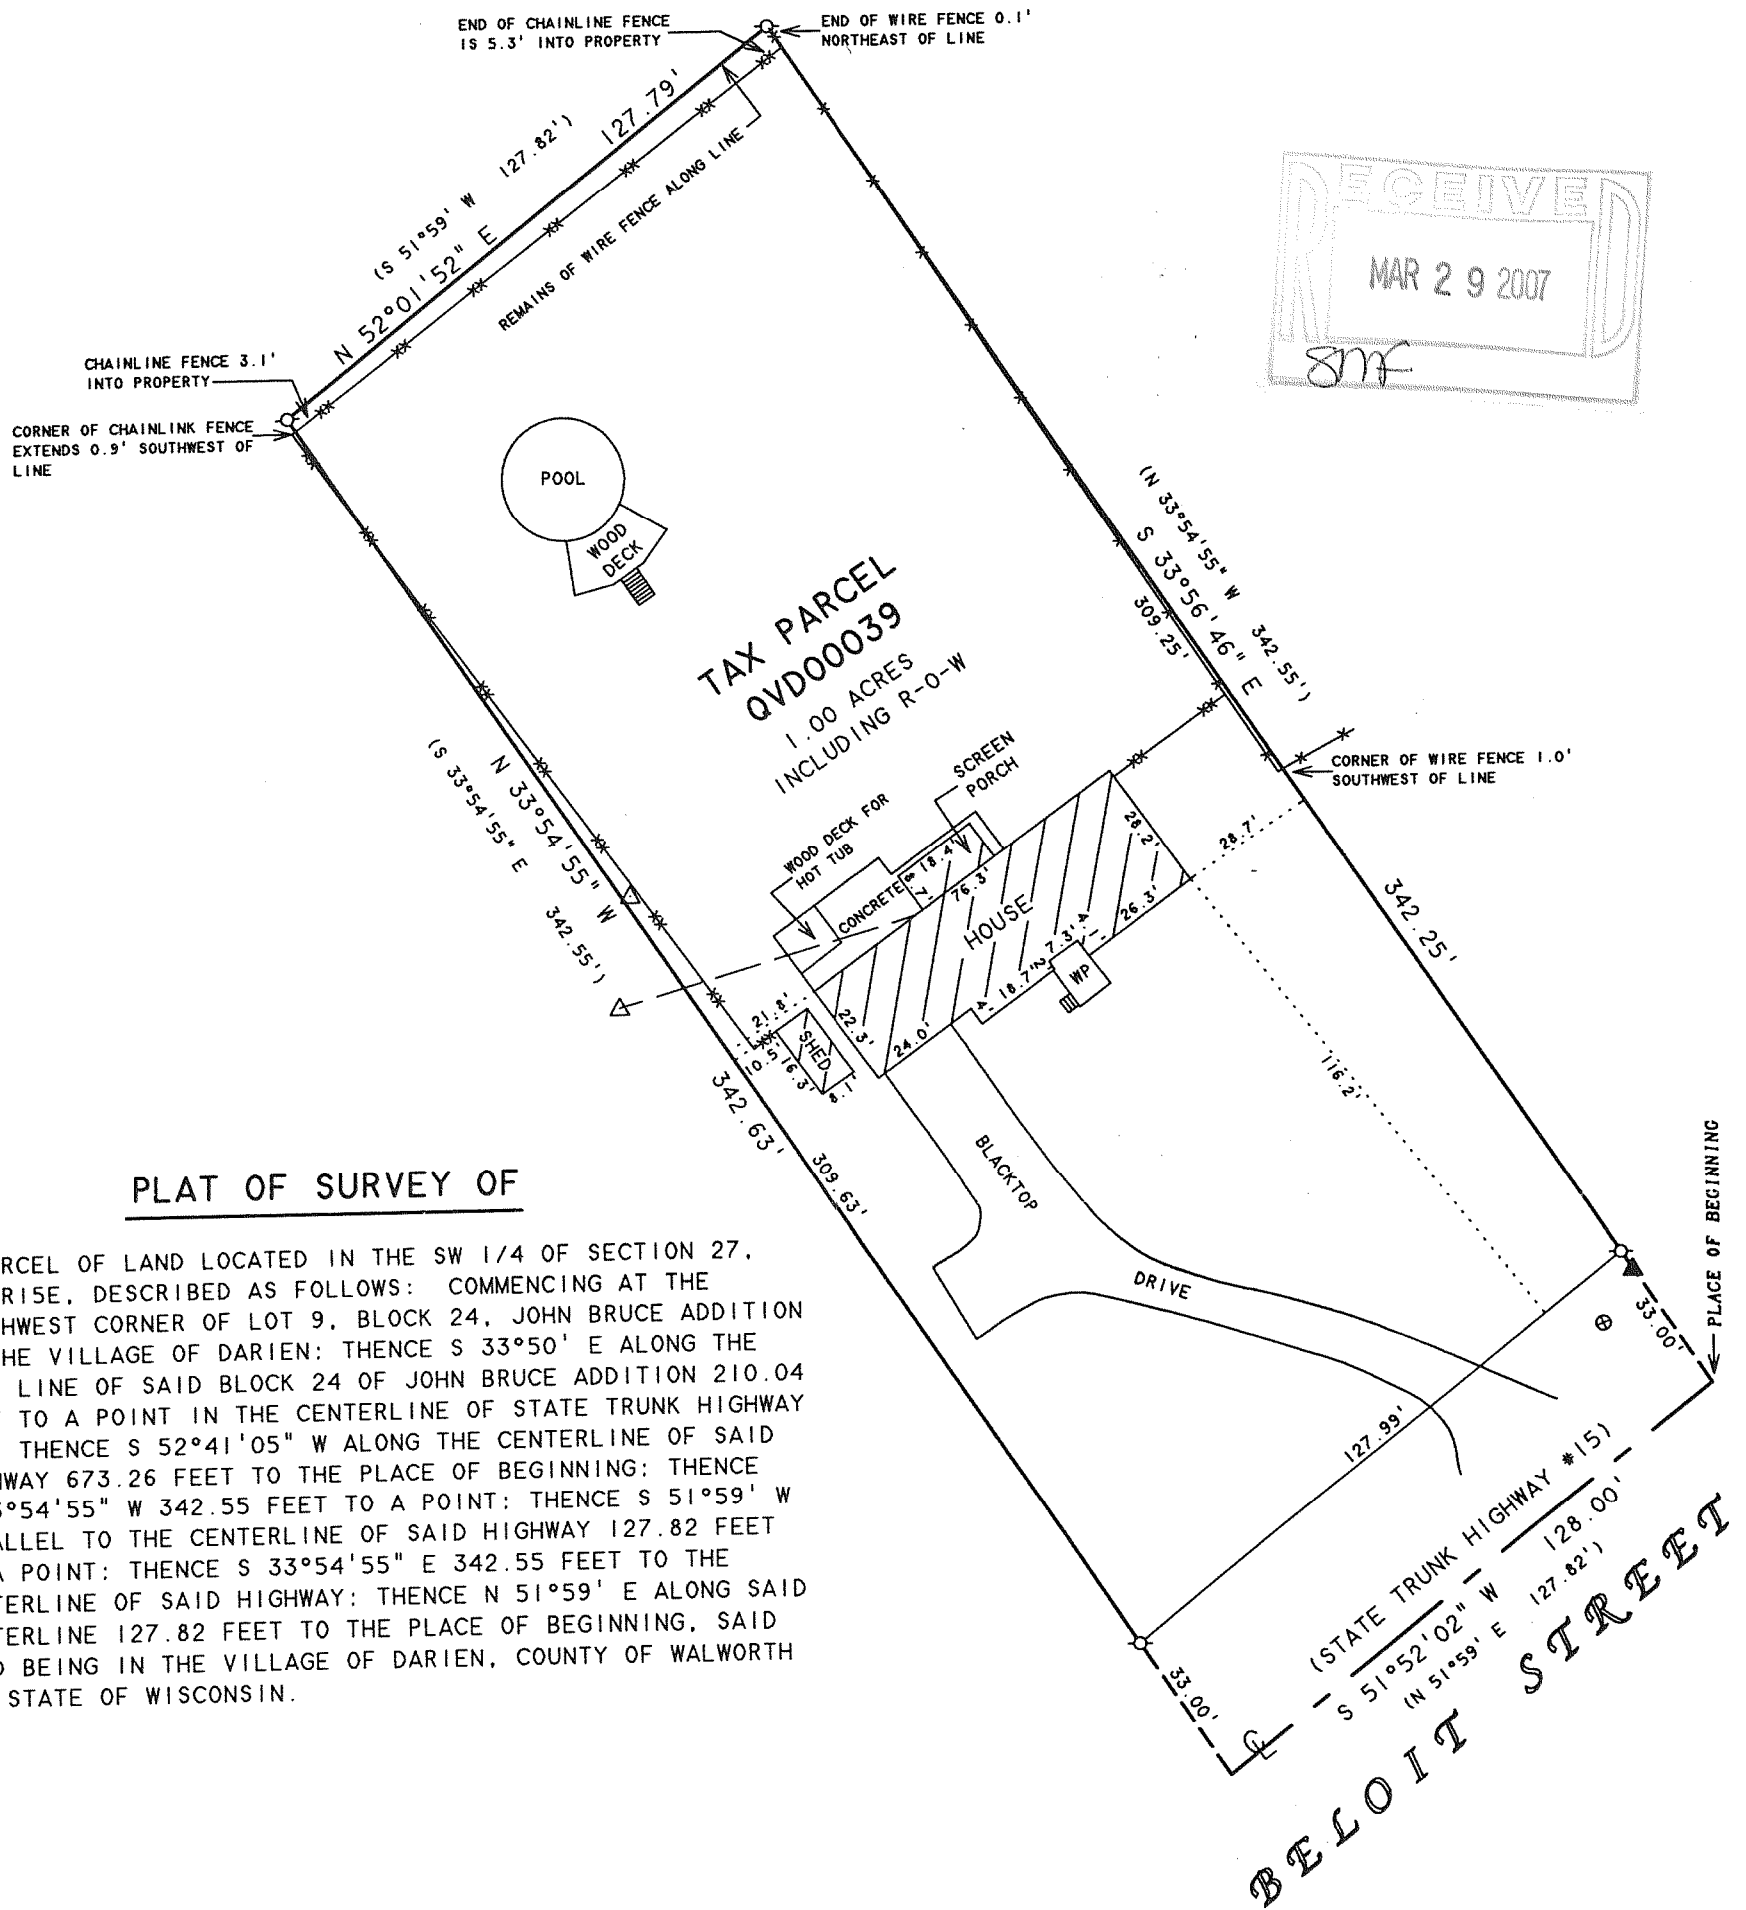 END OF CHAINLINE FENCE
IS 5.3' INTO PROPERTY
END OF WIRE FENCE 0.1'
NORTHEAST OF LINE
(S 51°59' W 127.82')
N 52°01'52" E 127.79'
REMAINS OF WIRE FENCE ALONG LINE
RECEIVED
MAR 29 2007
SMF
CHAINLINE FENCE 3.1'
INTO PROPERTY
CORNER OF CHAINLINK FENCE
EXTENDS 0.9' SOUTHWEST OF
LINE
POOL
WOOD
DECK
(N 33°54'55" W 342.55')
S 33°56'46" E
309.25'
342.25'
TAX PARCEL
QVD00039
1.00 ACRES
INCLUDING R-O-W
CORNER OF WIRE FENCE 1.0'
SOUTHWEST OF LINE
N 33°54'55" W
(S 33°54'55" E 342.55')
SCREEN
PORCH
WOOD DECK FOR
HOT TUB
CONCRETE
18.4'
76.3'
HOUSE
28.2'
28.7'
26.3'
7.3'
18.7'
WP
24.0'
22.3'
21.8'
SHED
10.5'
16.3'
8.1
342.63'
309.63'
116.2'
BLACKTOP
DRIVE
PLACE OF BEGINNING
33.00'
127.99'
33.00'
(STATE TRUNK HIGHWAY #15)
S 51°52'02" W 128.00'
(N 51°59' E 127.82')
BELOIT STREET
PLAT OF SURVEY OF
RCEL OF LAND LOCATED IN THE SW 1/4 OF SECTION 27,
R15E, DESCRIBED AS FOLLOWS: COMMENCING AT THE
HWEST CORNER OF LOT 9, BLOCK 24, JOHN BRUCE ADDITION
HE VILLAGE OF DARIEN; THENCE S 33°50' E ALONG THE
LINE OF SAID BLOCK 24 OF JOHN BRUCE ADDITION 210.04
TO A POINT IN THE CENTERLINE OF STATE TRUNK HIGHWAY
THENCE S 52°41'05" W ALONG THE CENTERLINE OF SAID
WAY 673.26 FEET TO THE PLACE OF BEGINNING; THENCE
3°54'55" W 342.55 FEET TO A POINT; THENCE S 51°59' W
ALLEL TO THE CENTERLINE OF SAID HIGHWAY 127.82 FEET
A POINT; THENCE S 33°54'55" E 342.55 FEET TO THE
TERLINE OF SAID HIGHWAY; THENCE N 51°59' E ALONG SAID
TERLINE 127.82 FEET TO THE PLACE OF BEGINNING, SAID
D BEING IN THE VILLAGE OF DARIEN, COUNTY OF WALWORTH
STATE OF WISCONSIN.